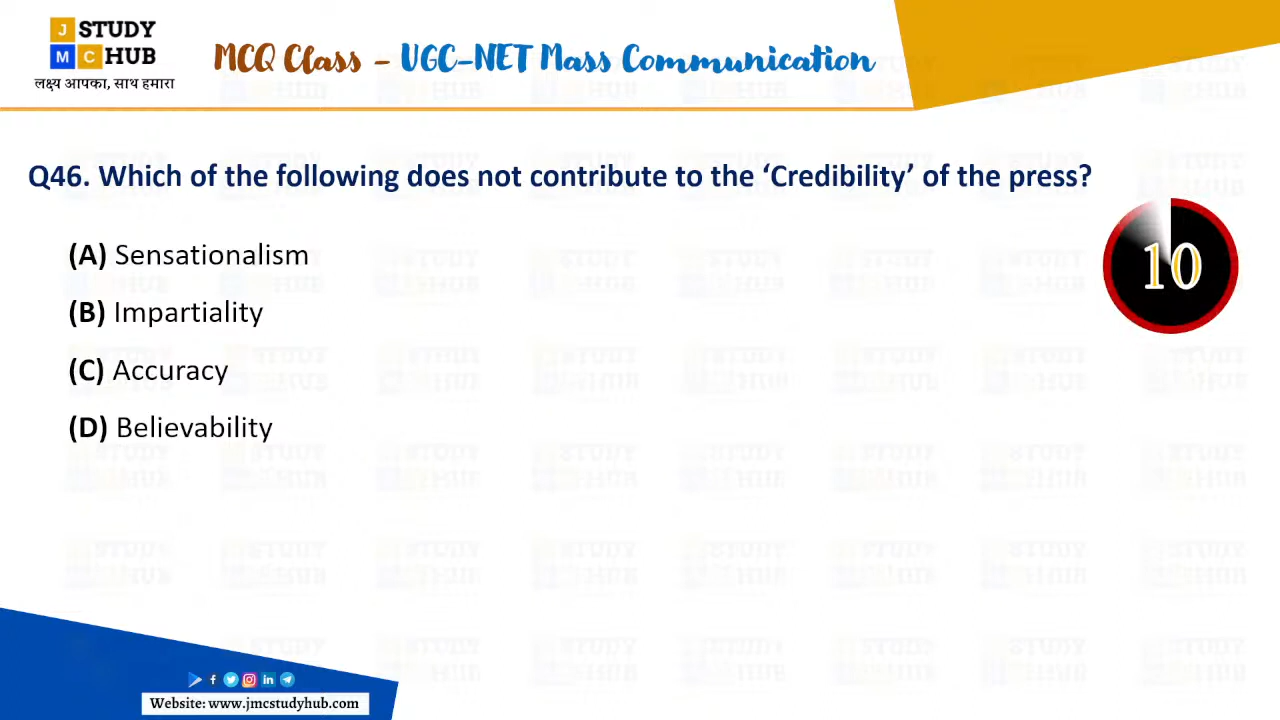 J STUDY
M C HUB
लक्ष्य आपका, साथ हमारा
MCQ Class - UGC-NET Mass Communication
Q46. Which of the following does not contribute to the ‘Credibility’ of the press?
10
(A) Sensationalism
(B) Impartiality
(C) Accuracy
(D) Believability
Website: www.jmcstudyhub.com